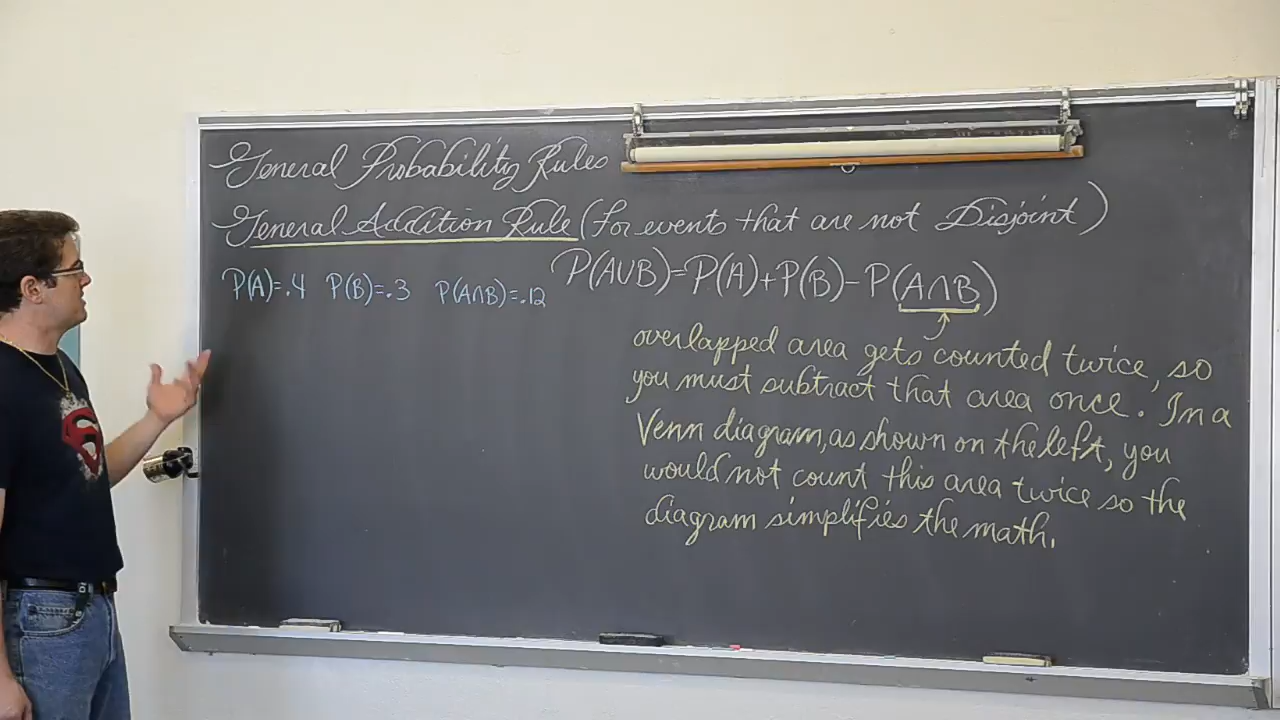 General Probability Rules
General Addition Rule (for events that are not Disjoint)
P(A)=.4 P(B)=.3 P(A∩B)=.12
P(A∪B)=P(A)+P(B)-P(A∩B)
overlapped area gets counted twice, so
you must subtract that area once. In a
Venn diagram, as shown on the left, you
would not count this area twice so the
diagram simplifies the math.